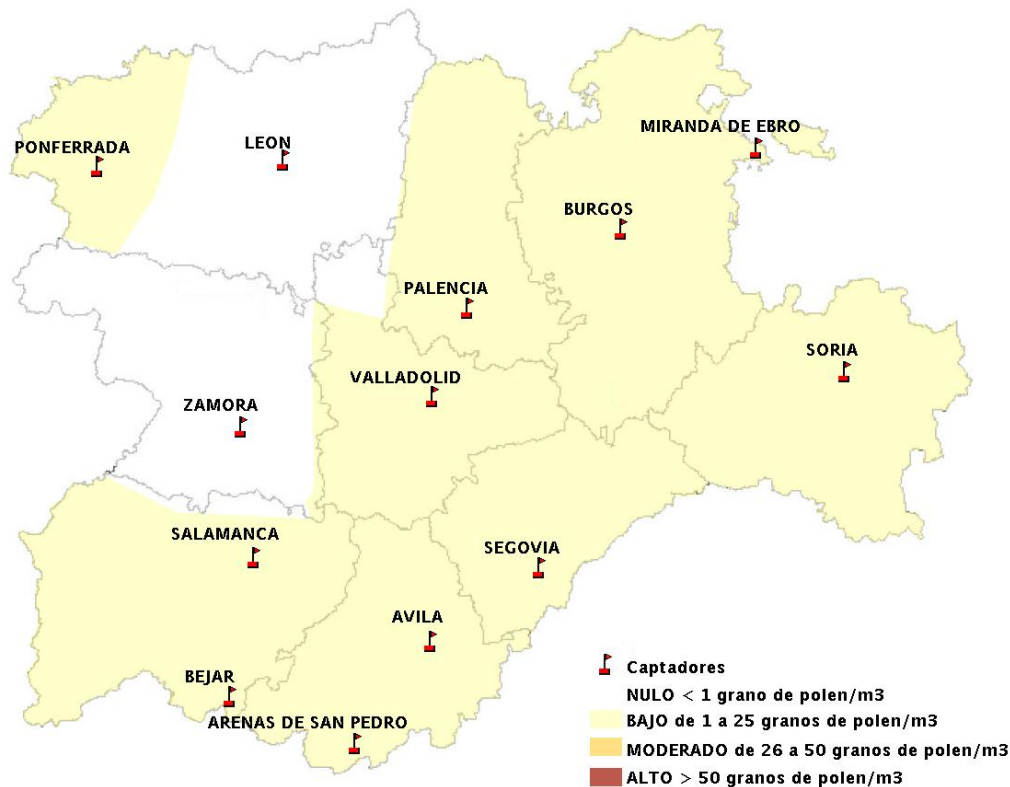 MIRANDA DE EBRO
PONFERRADA
LEON
BURGOS
PALENCIA
SORIA
VALLADOLID
ZAMORA
SALAMANCA
SEGOVIA
AVILA
BEJAR
ARENAS DE SAN PEDRO
Captadores
NULO < 1 grano de polen/m3
BAJO de 1 a 25 granos de polen/m3
MODERADO de 26 a 50 granos de polen/m3
ALTO > 50 granos de polen/m3